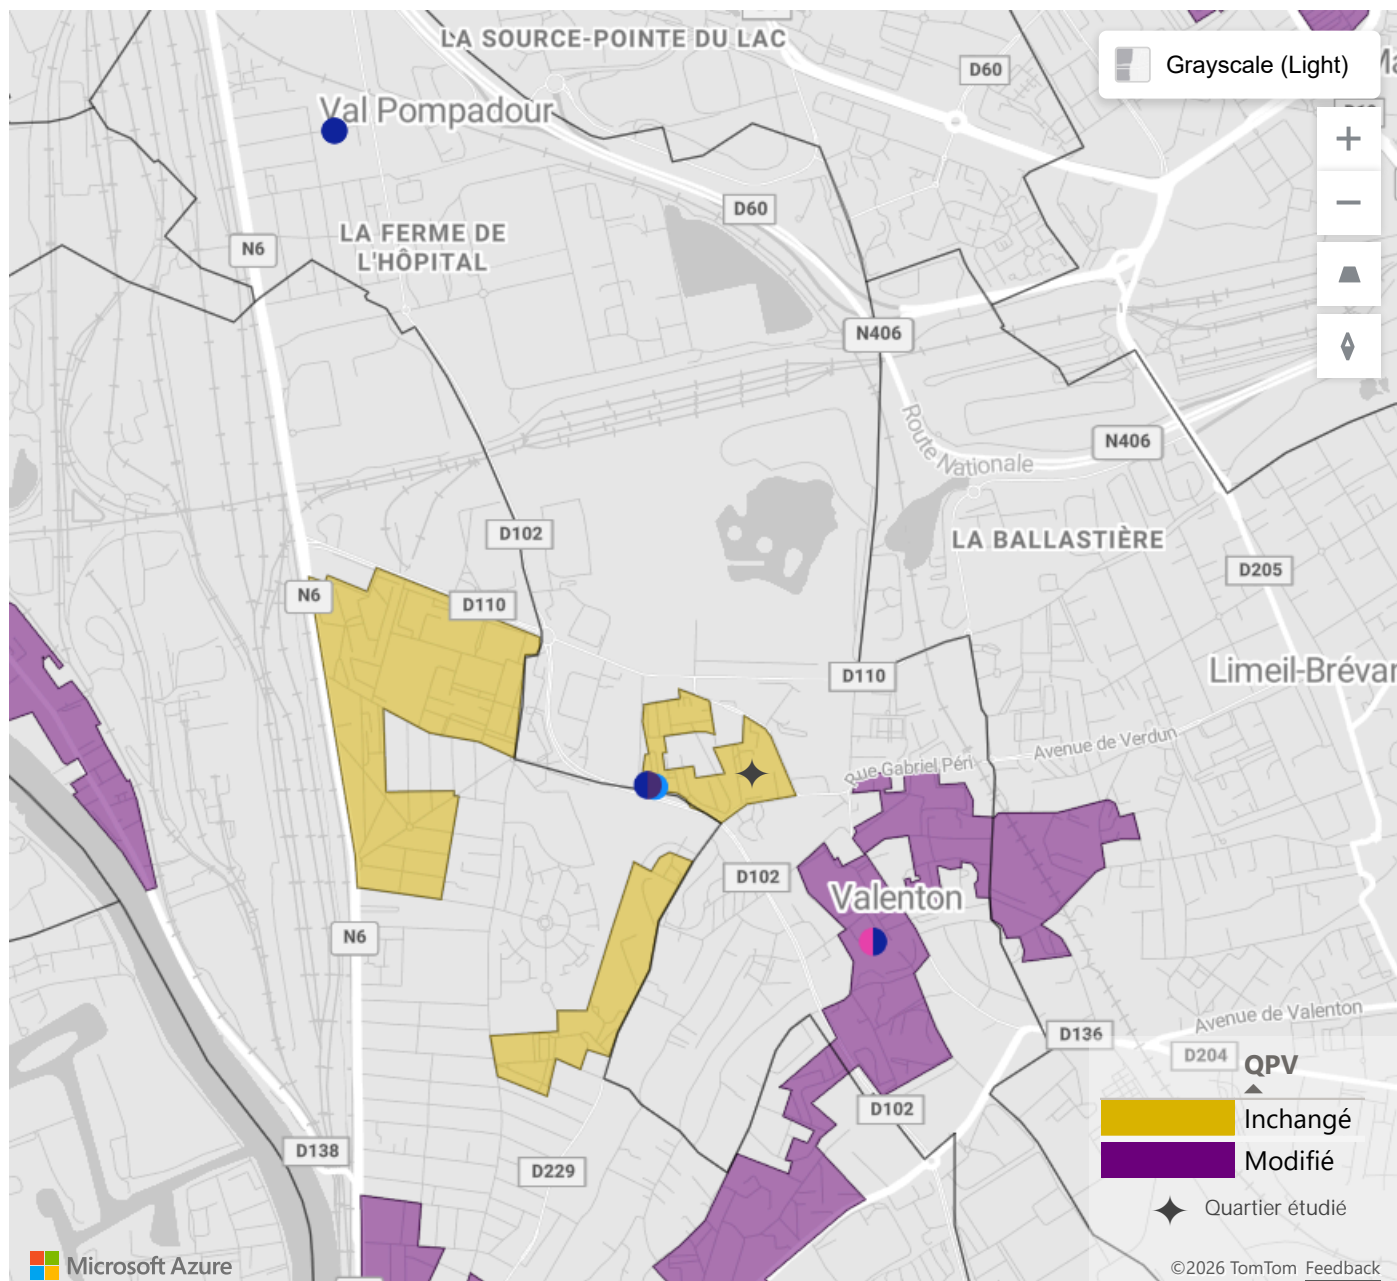 LA SOURCE-POINTE DU LAC
D60
Grayscale (Light)
Val Pompadour
D60
LA FERME DE
L'HÔPITAL
N6
N406
Route Nationale
N406
D102
LA BALLASTIÈRE
D205
N6
D110
D110
Limeil-Brévar
Avenue de Verdun
Rue Gabriel Péri
D102
Valenton
N6
Avenue de Valenton
D136
D204
QPV
D102
Inchangé
D138
Modifié
D229
Quartier étudié
Microsoft Azure
©2026 TomTom Feedback